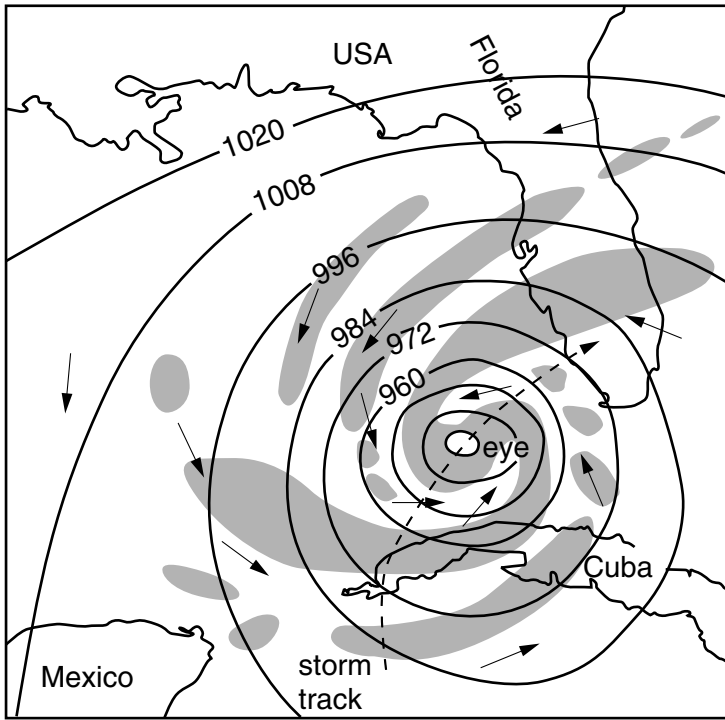 USA
Florida
1020
1008
996
984
972
960
eye
Cuba
Mexico
storm
track